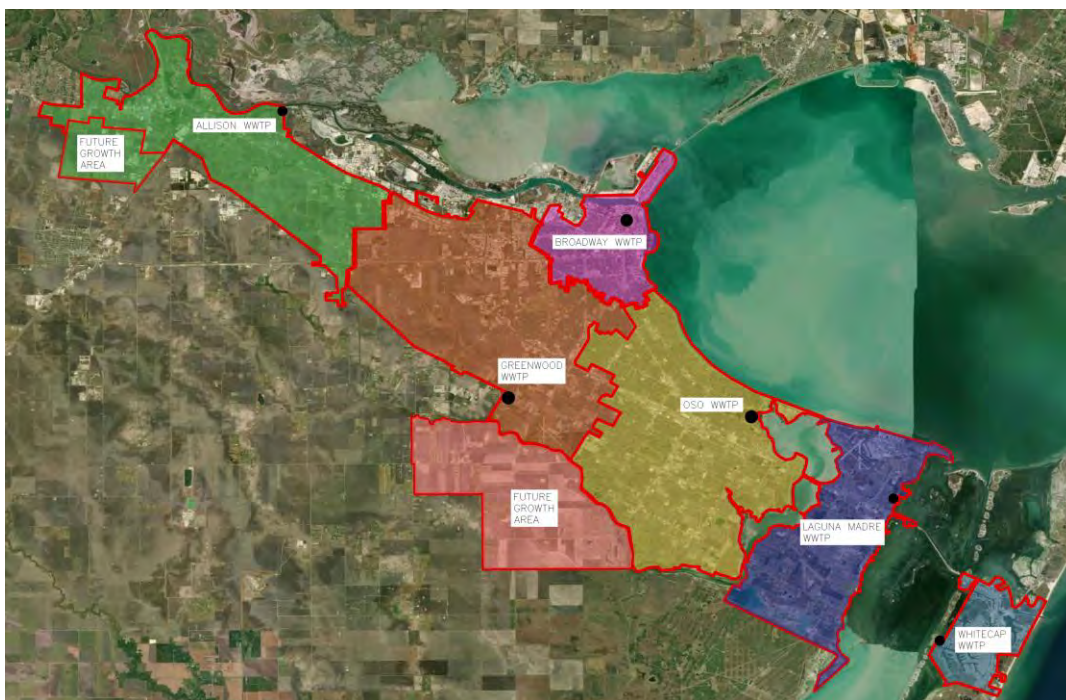 ALLISON WWTP
FUTURE
GROWTH
AREA
BROADWAY WWTP
GREENWOOD
WWTP
OSO WWTP
FUTURE
GROWTH
AREA
LAGUNA MADRE
WWTP
WHITECAP
WWTP